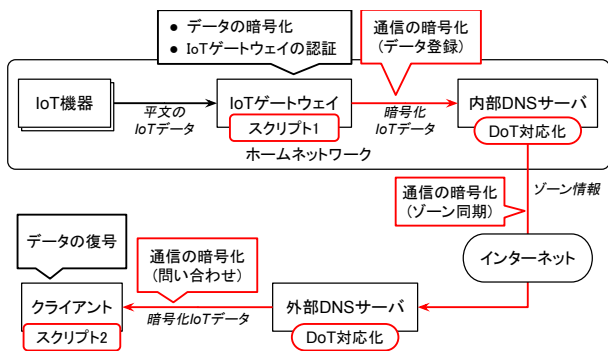 ● データの暗号化
● IoTゲートウェイの認証
通信の暗号化
(データ登録)
IoT機器
平文の
IoTデータ
IoTゲートウェイ
スクリプト1
暗号化
IoTデータ
内部DNSサーバ
DoT対応化
ホームネットワーク
通信の暗号化
(ゾーン同期)
ゾーン情報
インターネット
データの復号
通信の暗号化
(問い合わせ)
クライアント
スクリプト2
暗号化IoTデータ
外部DNSサーバ
DoT対応化